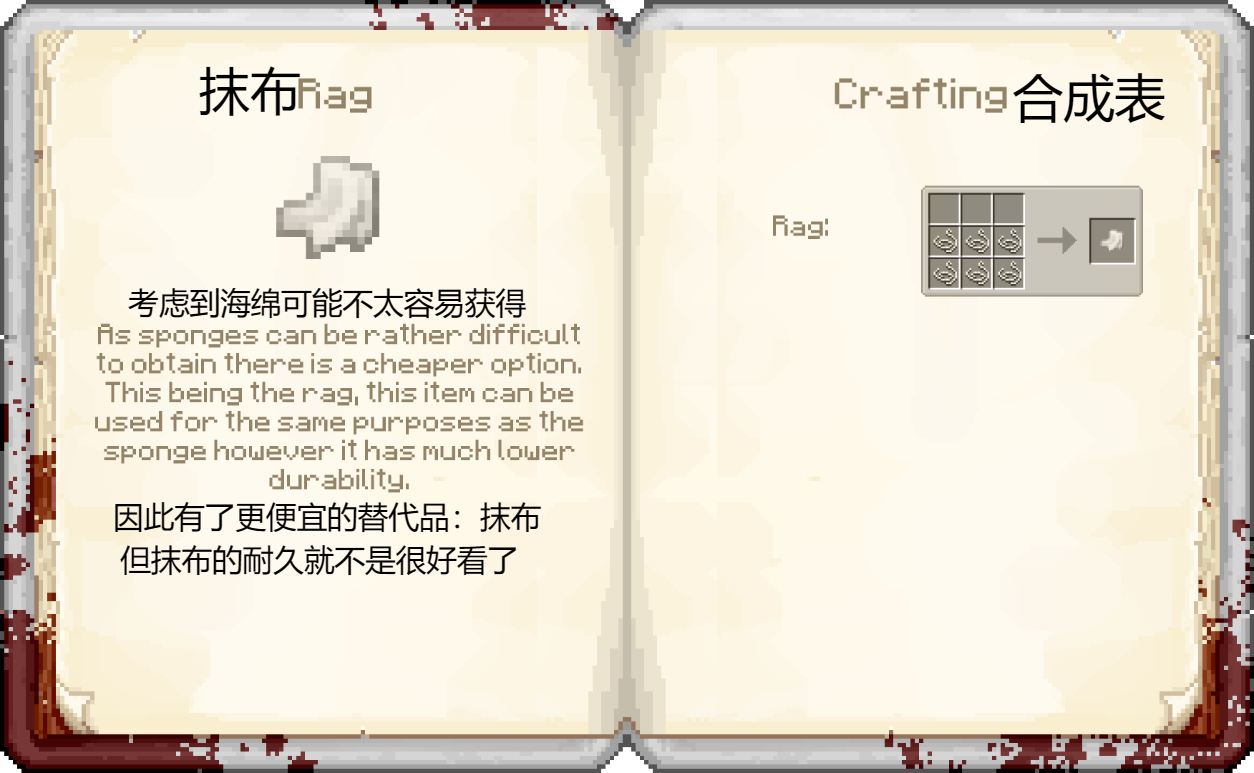 抹布Rag
考虑到海绵可能不太容易获得
As sponges can be rather difficult
to obtain there is a cheaper option.
This being the rag, this item can be
used for the same purposes as the
sponge however it has much lower
durability.
因此有了更便宜的替代品：抹布
但抹布的耐久就不是很好看了
Crafting合成表
Rag: